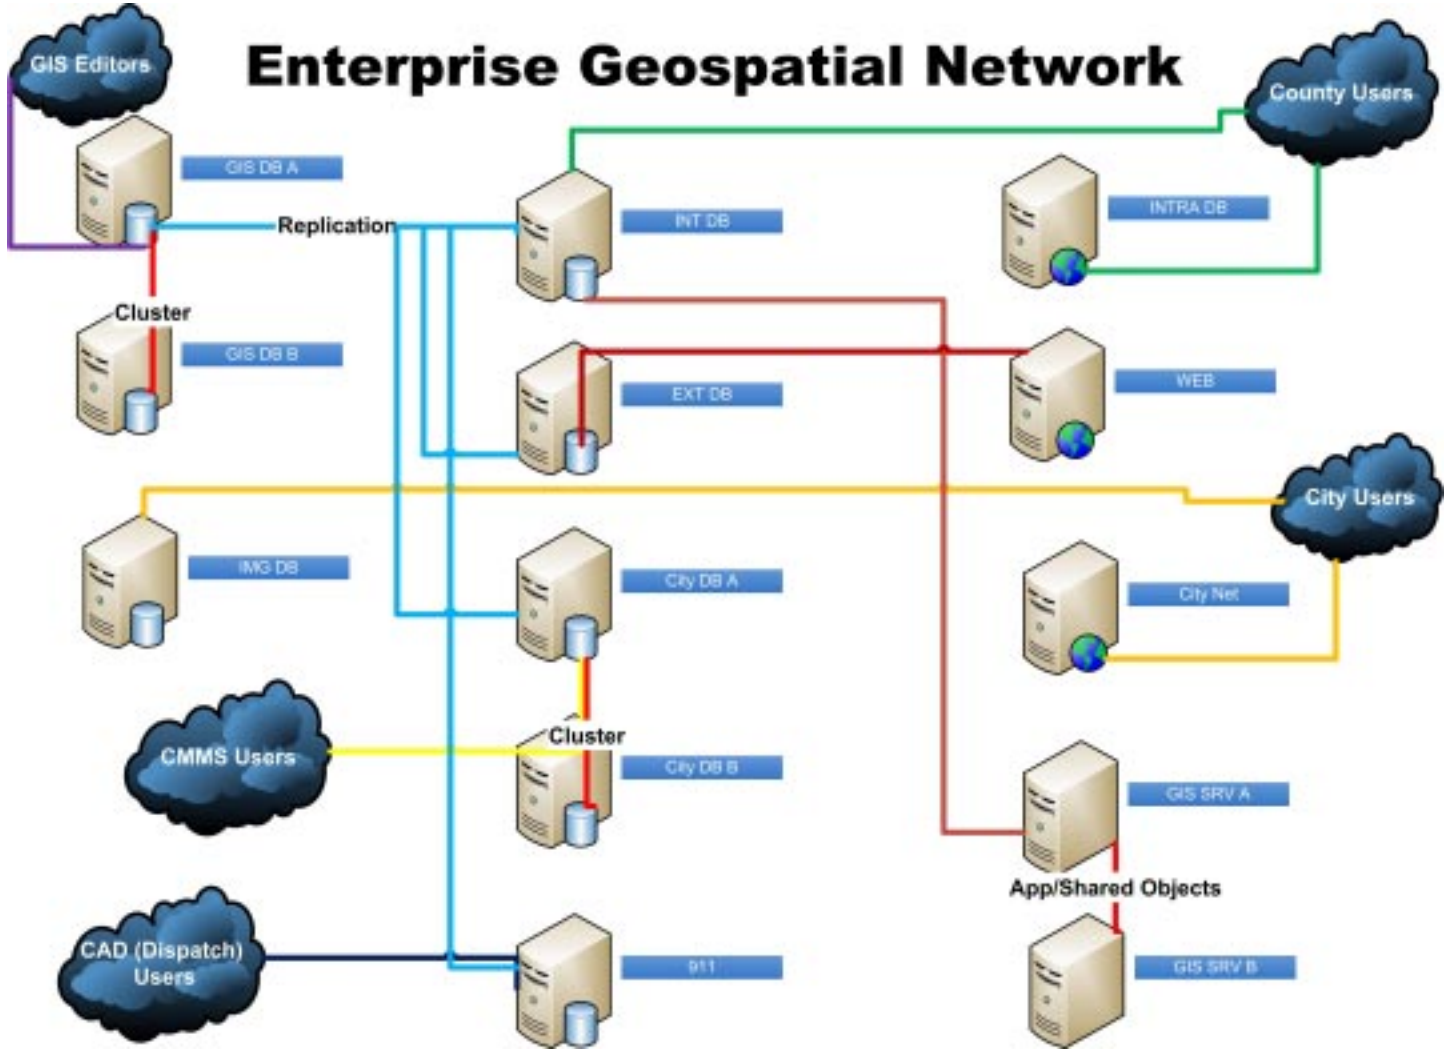 Enterprise Geospatial Network
GIS Editors
County Users
GIS DB A
INT DB
INTRA DB
Replication
Cluster
GIS DB B
EXT DB
WEB
City Users
IMG DB
City DB A
City Net
CMMS Users
Cluster
City DB B
GIS SRV A
App/Shared Objects
CAD (Dispatch)
Users
911
GIS SRV B